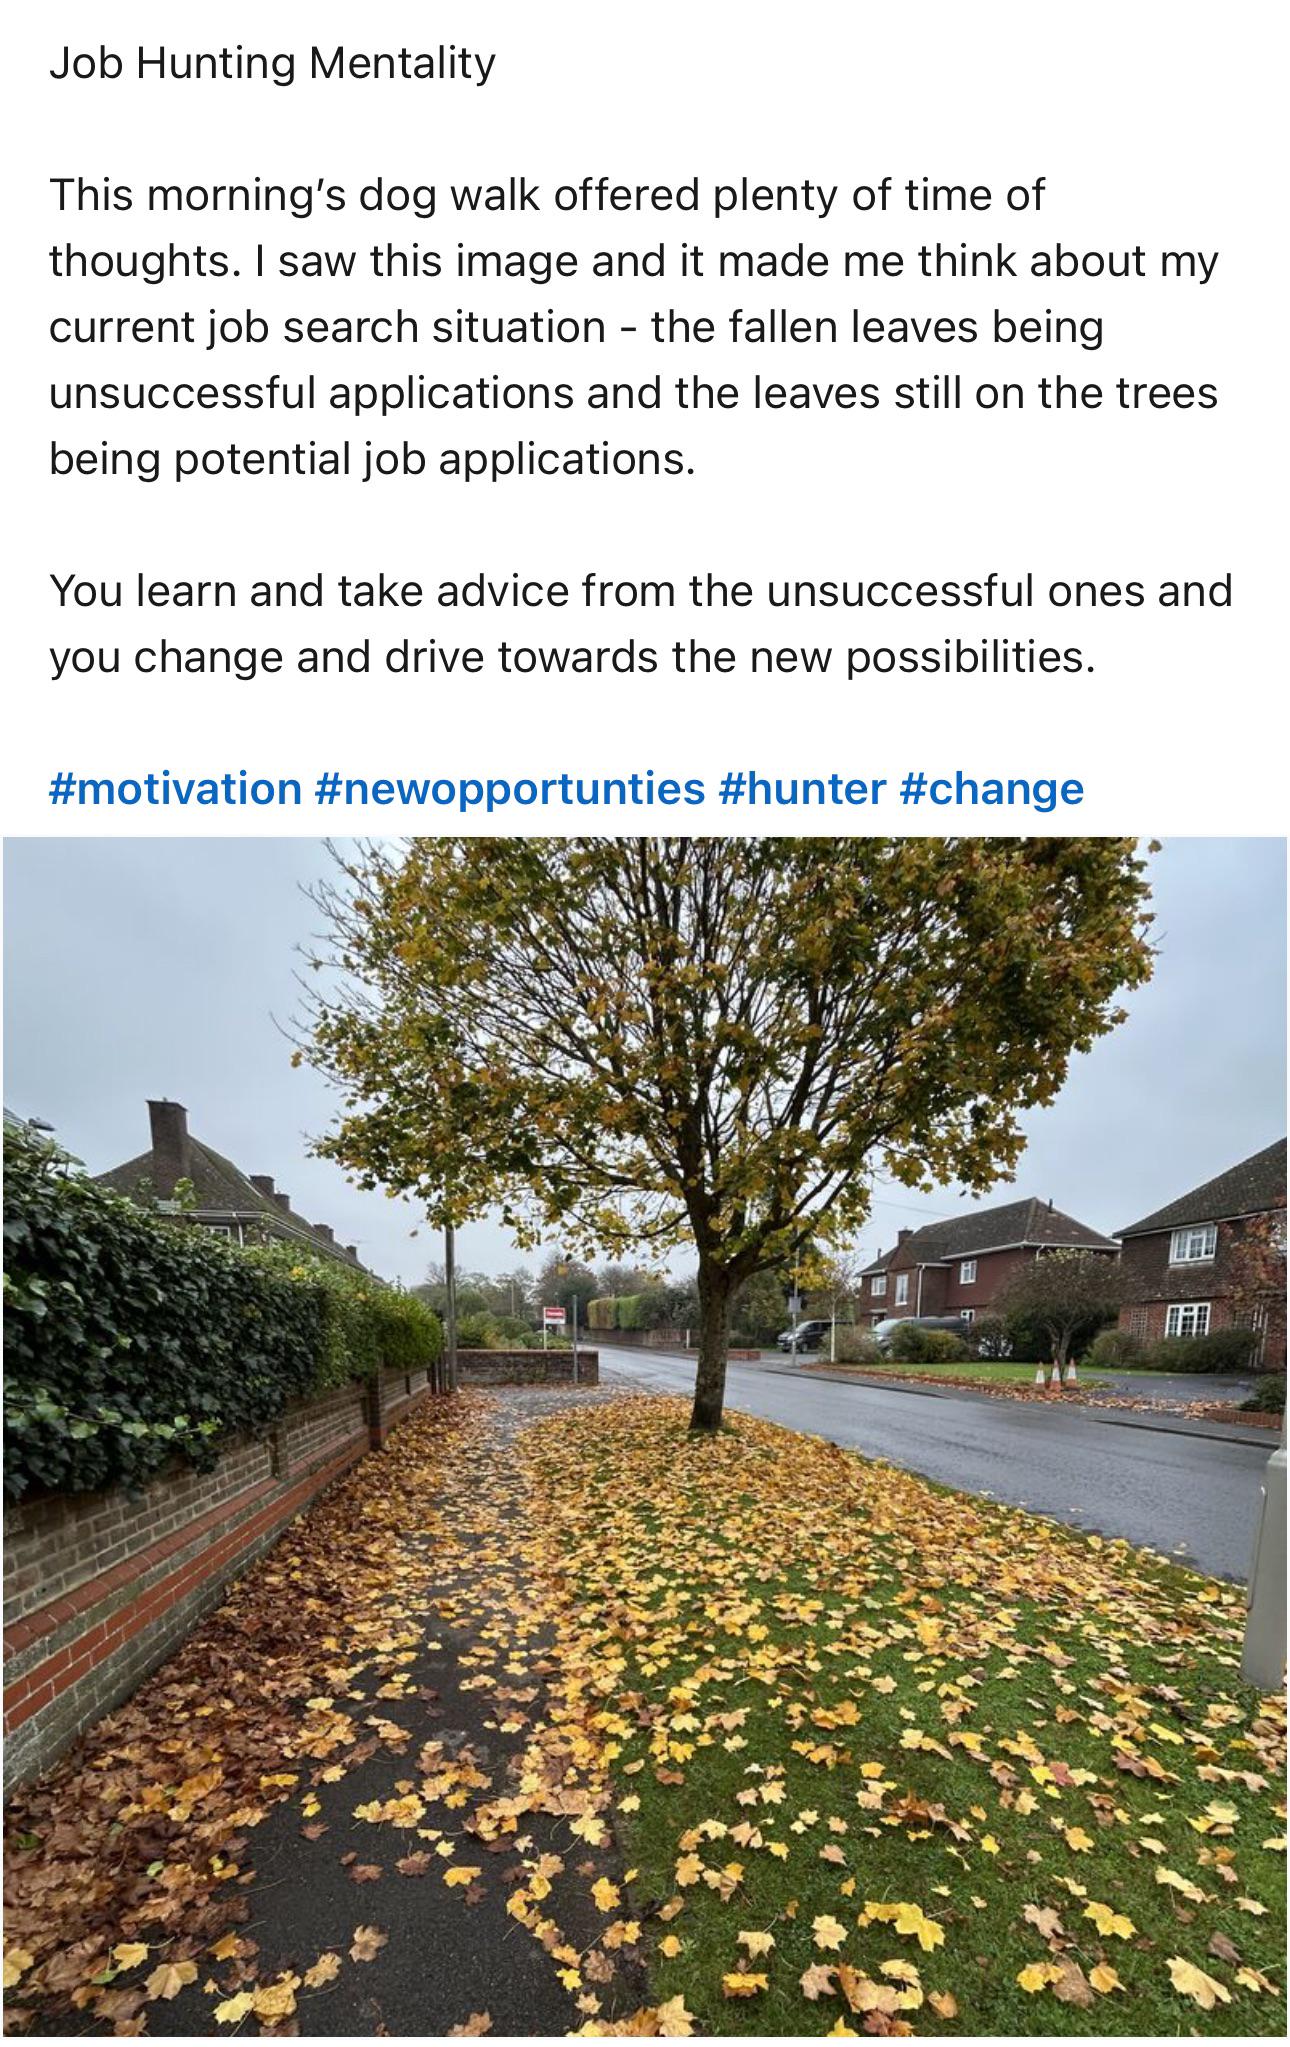 Job Hunting Mentality
This morning’s dog walk offered plenty of time of
thoughts. I saw this image and it made me think about my
current job search situation - the fallen leaves being
unsuccessful applications and the leaves still on the trees
being potential job applications.
You learn and take advice from the unsuccessful ones and
you change and drive towards the new possibilities.
#motivation #newopportunties #hunter #change